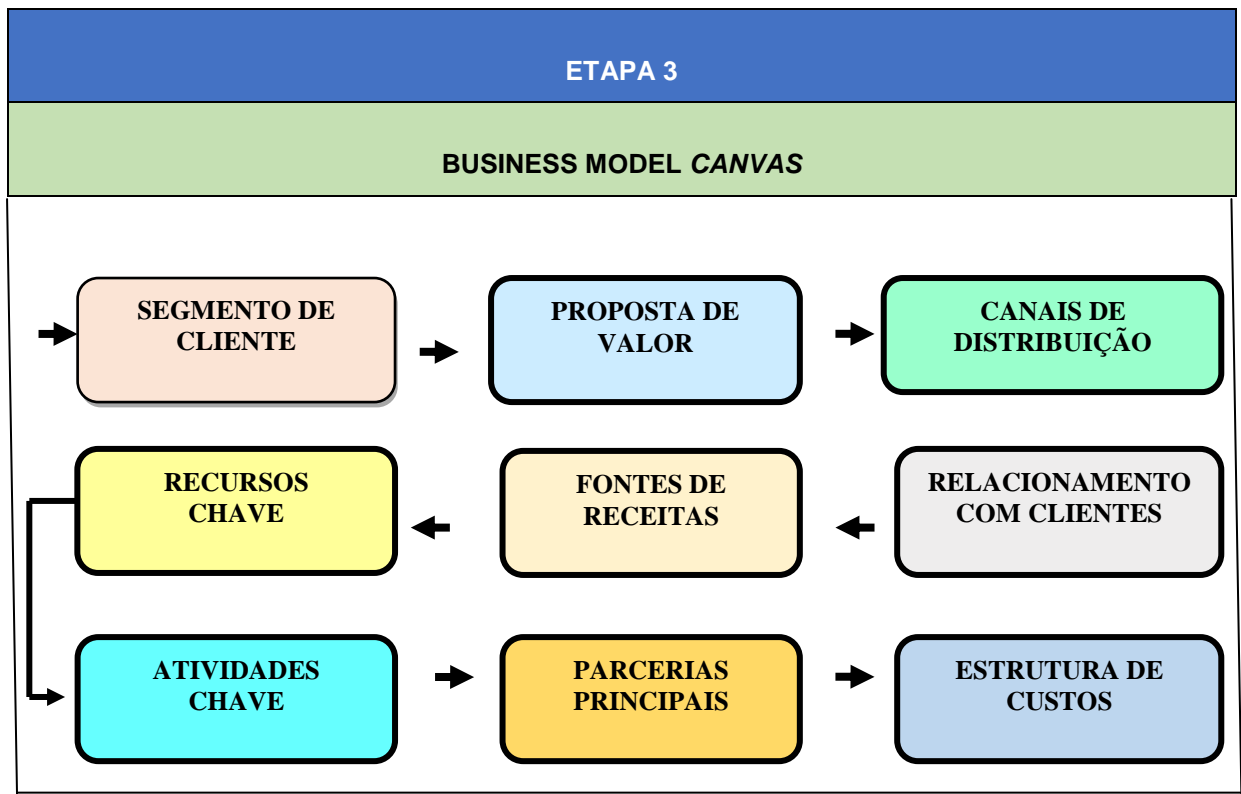 ETAPA 3
BUSINESS MODEL CANVAS
SEGMENTO DE
CLIENTE
PROPOSTA DE
VALOR
CANAIS DE
DISTRIBUIÇÃO
RECURSOS
CHAVE
FONTES DE
RECEITAS
RELACIONAMENTO
COM CLIENTES
ATIVIDADES
CHAVE
PARCERIAS
PRINCIPAIS
ESTRUTURA DE
CUSTOS